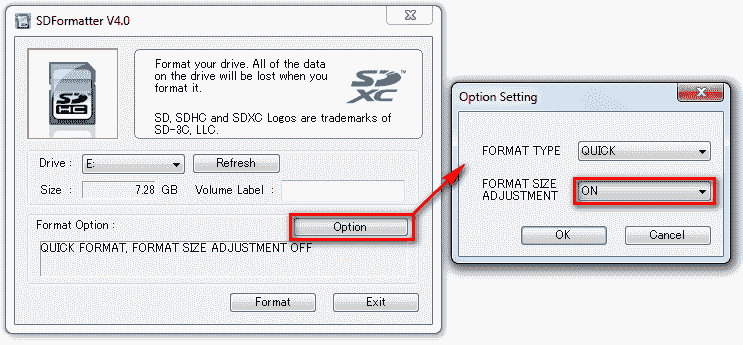 SDFormatter V4.0
Format your drive. All of the data
on the drive will be lost when you
format it.
SD, SDHC and SDXC Logos are trademarks of
SD-3C, LLC.
SD
HC
SD
XC
TM
Drive : E: Refresh
Size : 7.28 GB Volume Label :
Format Option : Option
QUICK FORMAT, FORMAT SIZE ADJUSTMENT OFF
Format Exit
Option Setting
FORMAT TYPE QUICK
FORMAT SIZE
ADJUSTMENT ON
OK Cancel